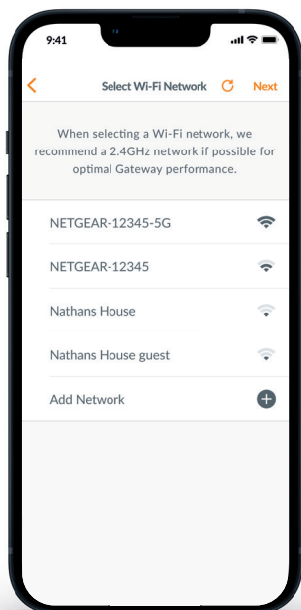 9:41
Select Wi-Fi Network Next
When selecting a Wi-Fi network, we
recommend a 2.4GHz network if possible for
optimal Gateway performance.
NETGEAR-12345-5G
NETGEAR-12345
Nathans House
Nathans House guest
Add Network